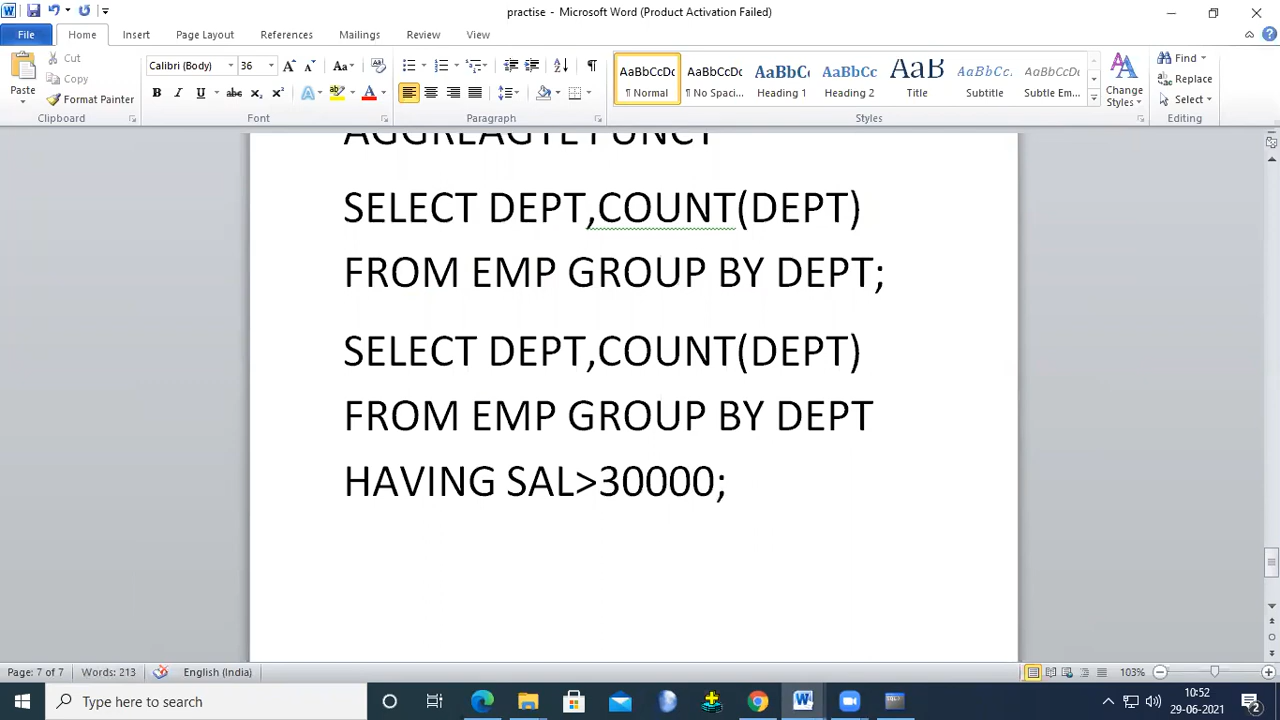 practise - Microsoft Word (Product Activation Failed)
File Home Insert Page Layout References Mailings Review View
Paste
Cut
Copy
Format Painter
Clipboard
Calibri (Body) 36
Font
Paragraph
AaBbCcDc AaBbCcDc AaBbCc AaBbCc AaB AaBbCcL AaBbCcDc
¶ Normal ¶ No Spaci... Heading 1 Heading 2 Title Subtitle Subtle Em...
Change Styles
Styles
Find
Replace
Select
Editing
AGGREAGTE FUNCT
SELECT DEPT,COUNT(DEPT)
FROM EMP GROUP BY DEPT;
SELECT DEPT,COUNT(DEPT)
FROM EMP GROUP BY DEPT
HAVING SAL>30000;
Page: 7 of 7 Words: 213 English (India) 103%
Type here to search
10:52
29-06-2021
2